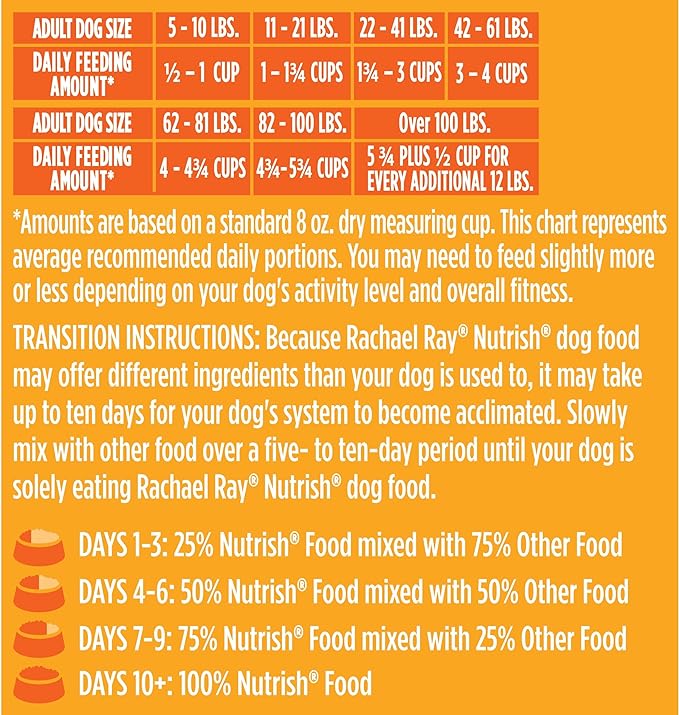 ADULT DOG SIZE 5 - 10 LBS. 11 - 21 LBS. 22 - 41 LBS. 42 - 61 LBS.
DAILY FEEDING AMOUNT* ½ – 1 CUP 1 – 1¾ CUPS 1¾ – 3 CUPS 3 – 4 CUPS
ADULT DOG SIZE 62 - 81 LBS. 82 - 100 LBS. Over 100 LBS.
DAILY FEEDING AMOUNT* 4 – 4¾ CUPS 4¾–5¾ CUPS 5 ¾ PLUS ½ CUP FOR EVERY ADDITIONAL 12 LBS.
*Amounts are based on a standard 8 oz. dry measuring cup. This chart represents
average recommended daily portions. You may need to feed slightly more
or less depending on your dog's activity level and overall fitness.
TRANSITION INSTRUCTIONS: Because Rachael Ray® Nutrish® dog food
may offer different ingredients than your dog is used to, it may take
up to ten days for your dog's system to become acclimated. Slowly
mix with other food over a five- to ten-day period until your dog is
solely eating Rachael Ray® Nutrish® dog food.
DAYS 1-3: 25% Nutrish® Food mixed with 75% Other Food
DAYS 4-6: 50% Nutrish® Food mixed with 50% Other Food
DAYS 7-9: 75% Nutrish® Food mixed with 25% Other Food
DAYS 10+: 100% Nutrish® Food